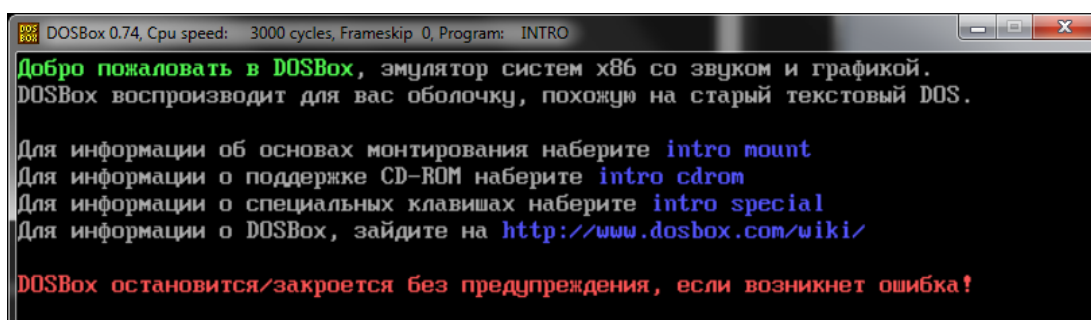 DOSBox 0.74, Cpu speed: 3000 cycles, Frameskip 0, Program: INTRO
Добро пожаловать в DOSBox, эмулятор систем x86 со звуком и графикой.
DOSBox воспроизводит для вас оболочку, похожую на старый текстовый DOS.
Для информации об основах монтирования наберите intro mount
Для информации о поддержке CD-ROM наберите intro cdrom
Для информации о специальных клавишах наберите intro special
Для информации о DOSBox, зайдите на http://www.dosbox.com/wiki/
DOSBox остановится/закроется без предупреждения, если возникнет ошибка!